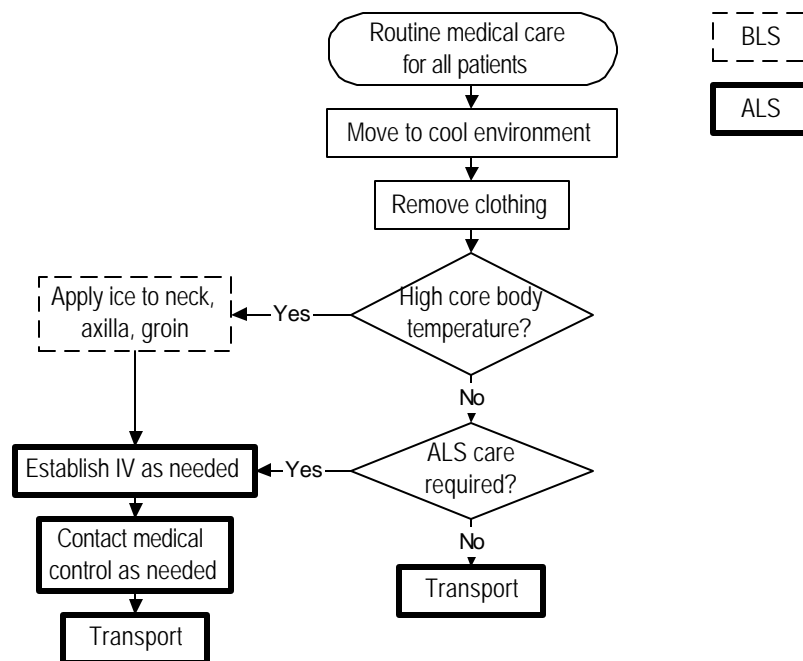 Routine medical care
for all patients
BLS
ALS
Move to cool environment
Remove clothing
High core body
temperature?
Yes
Apply ice to neck,
axilla, groin
No
ALS care
required?
Yes
Establish IV as needed
No
Contact medical
control as needed
Transport
Transport